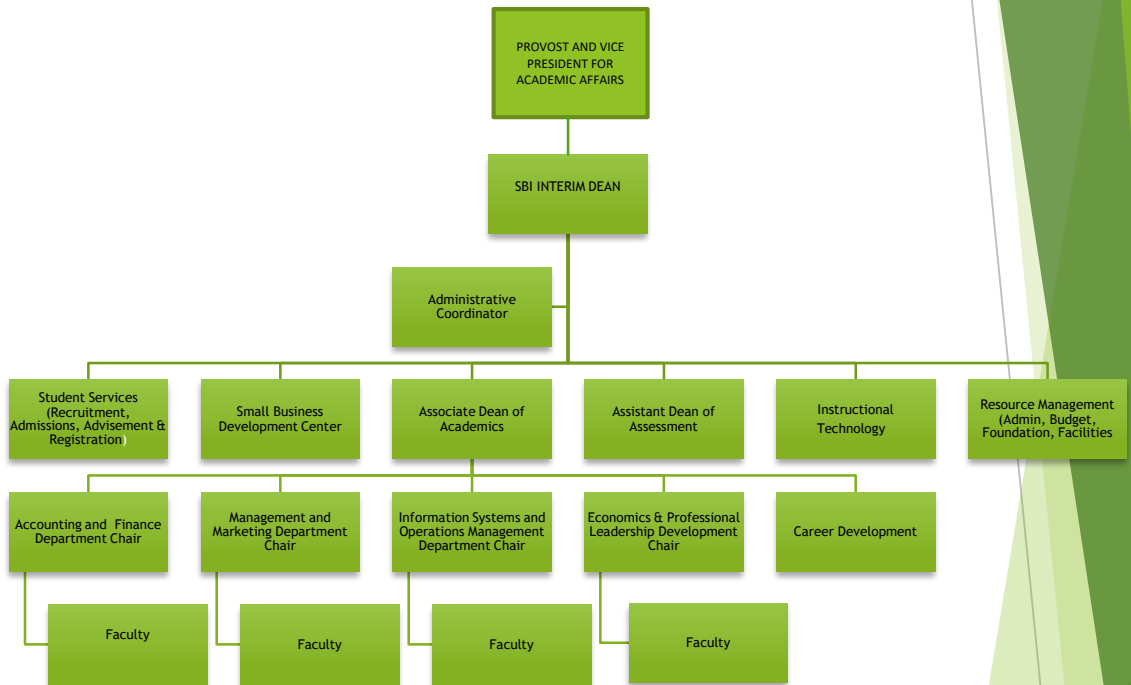 PROVOST AND VICE
PRESIDENT FOR
ACADEMIC AFFAIRS
SBI INTERIM DEAN
Administrative
Coordinator
Student Services
(Recruitment,
Admissions, Advisement &
Registration)
Small Business
Development Center
Associate Dean of
Academics
Assistant Dean of
Assessment
Instructional
Technology
Resource Management
(Admin, Budget,
Foundation, Facilities
Accounting and Finance
Department Chair
Management and
Marketing Department
Chair
Information Systems and
Operations Management
Department Chair
Economics & Professional
Leadership Development
Chair
Career Development
Faculty
Faculty
Faculty
Faculty